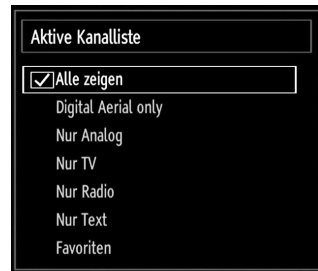 Aktive Kanalliste
Alle zeigen
Digital Aerial only
Nur Analog
Nur TV
Nur Radio
Nur Text
Favoriten